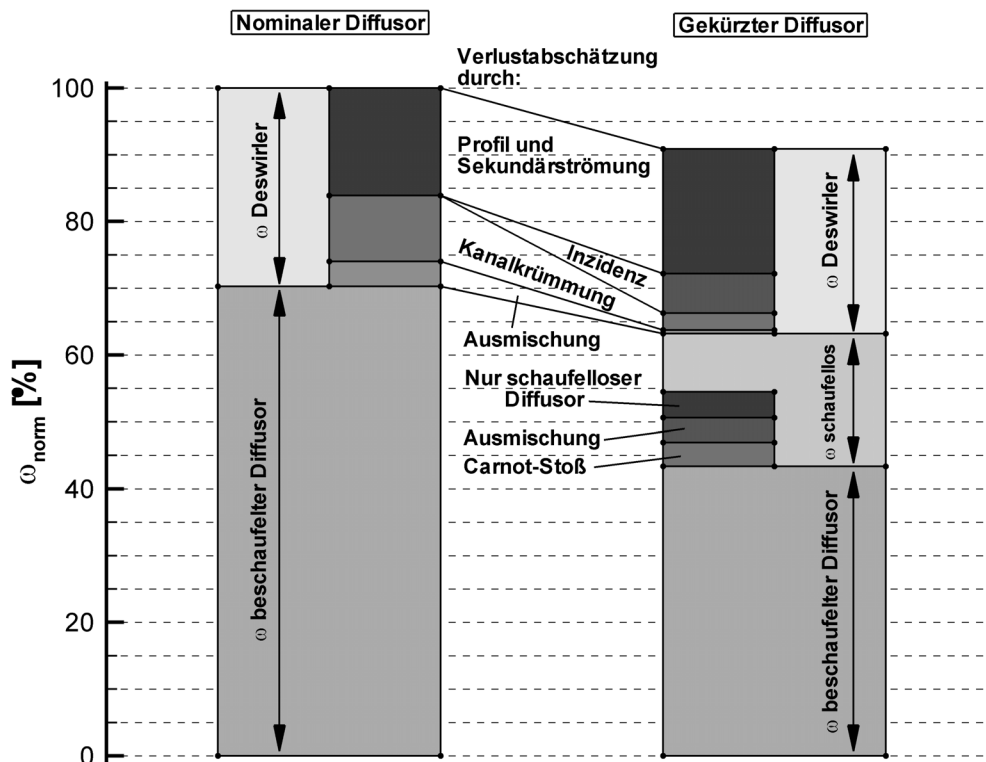 Nominaler Diffusor
Gekürzter Diffusor
Verlustabschätzung
durch:
100
80
60
40
20
0
ωnorm [%]
ω Deswirler
ω beschaufelter Diffusor
Profil und
Sekundärströmung
Inzidenz
Kanalkrümmung
Ausmischung
Nur schaufelloser
Diffusor
Ausmischung
Carnot-Stoß
ω Deswirler
ω schaufellos
ω beschaufelter Diffusor